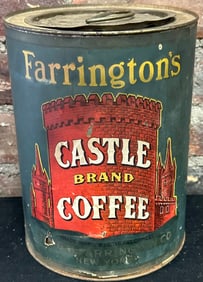 Farrington's
CASTLE
BRAND
COFFEE
NEW YORK